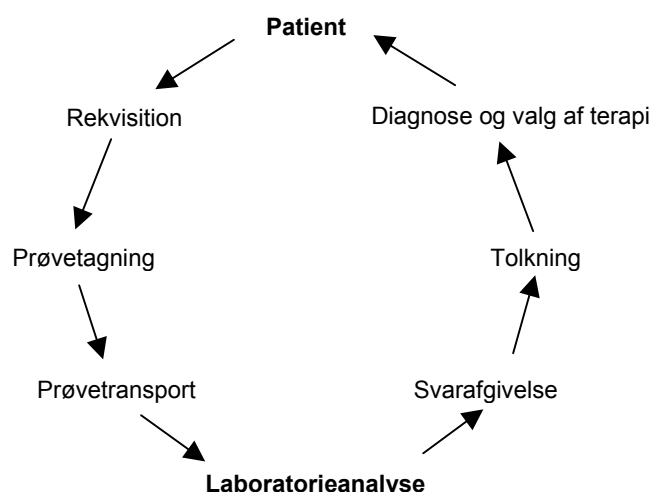 Patient
Rekvisition
Diagnose og valg af terapi
Prøvetagning
Tolkning
Prøvetransport
Svarafgivelse
Laboratorieanalyse